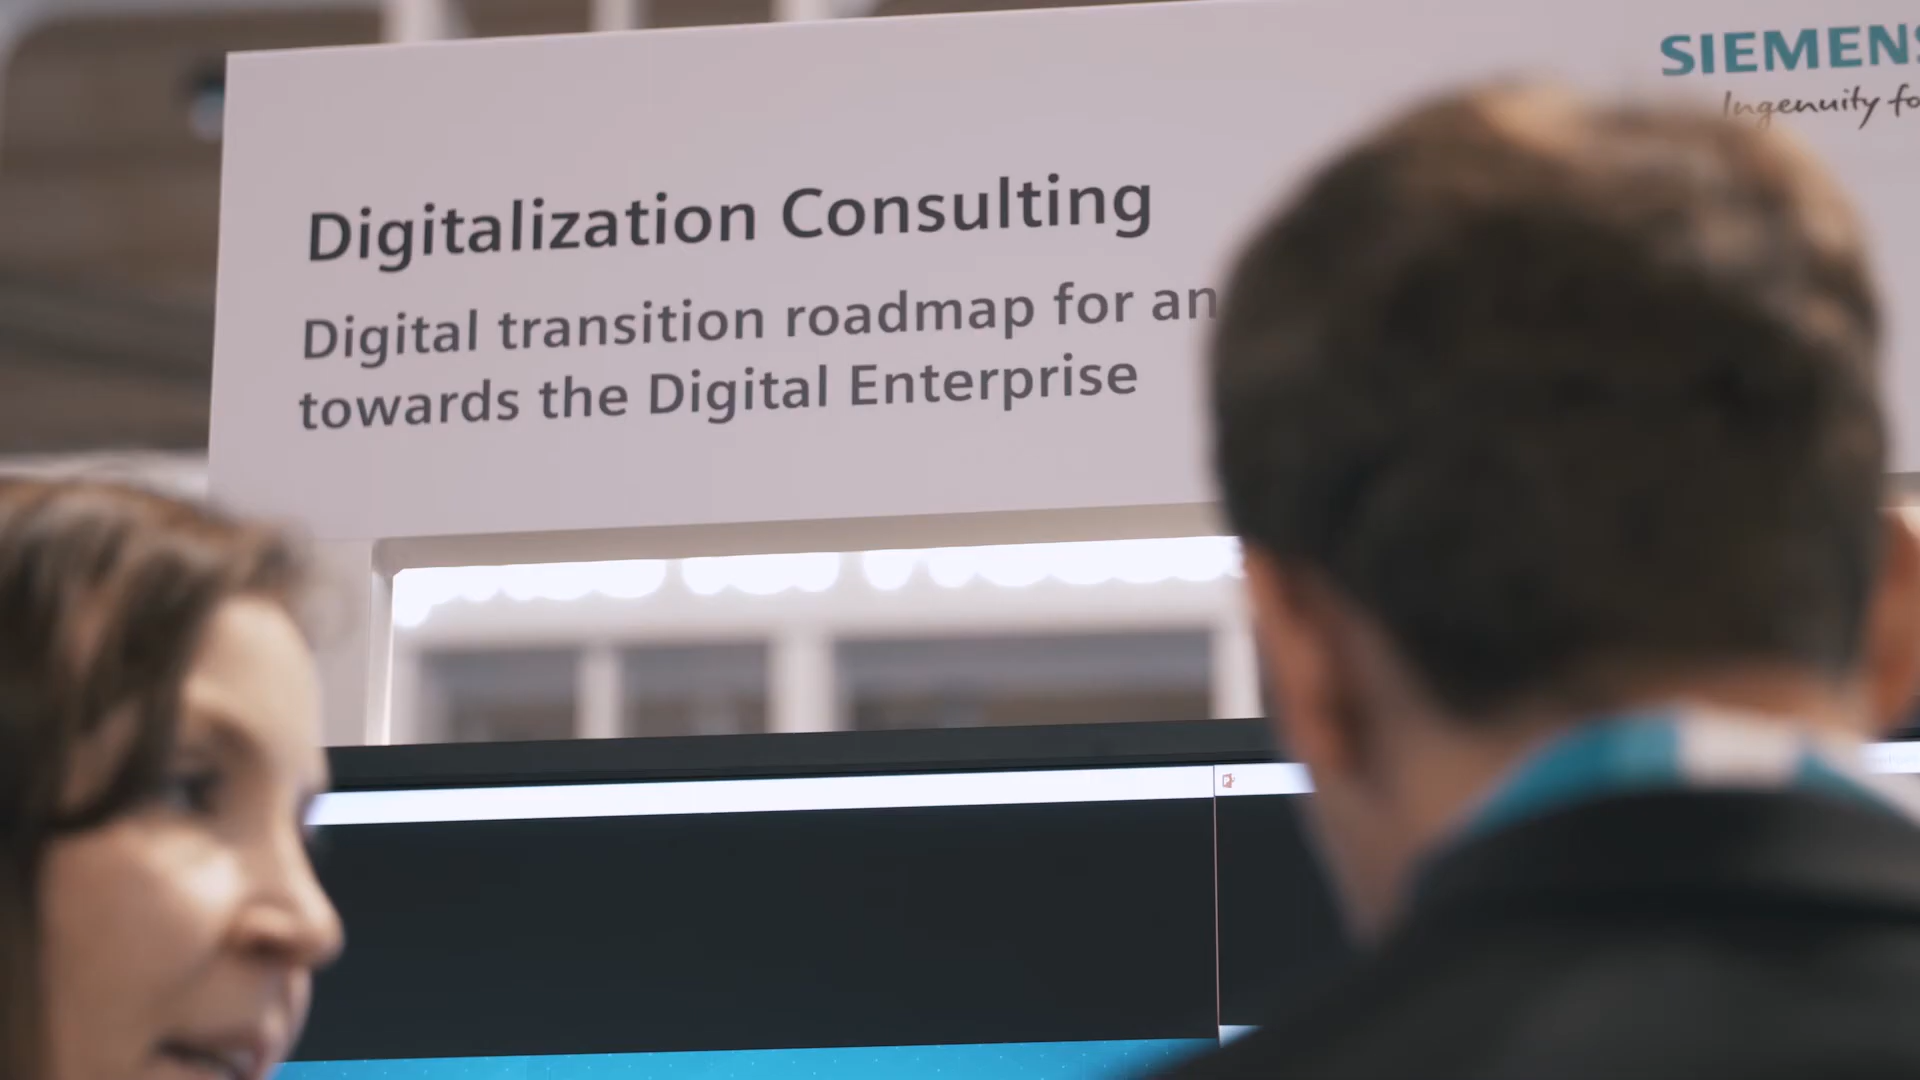 SIEMENS
Ingenuity fo
Digitalization Consulting
Digital transition roadmap for an
towards the Digital Enterprise